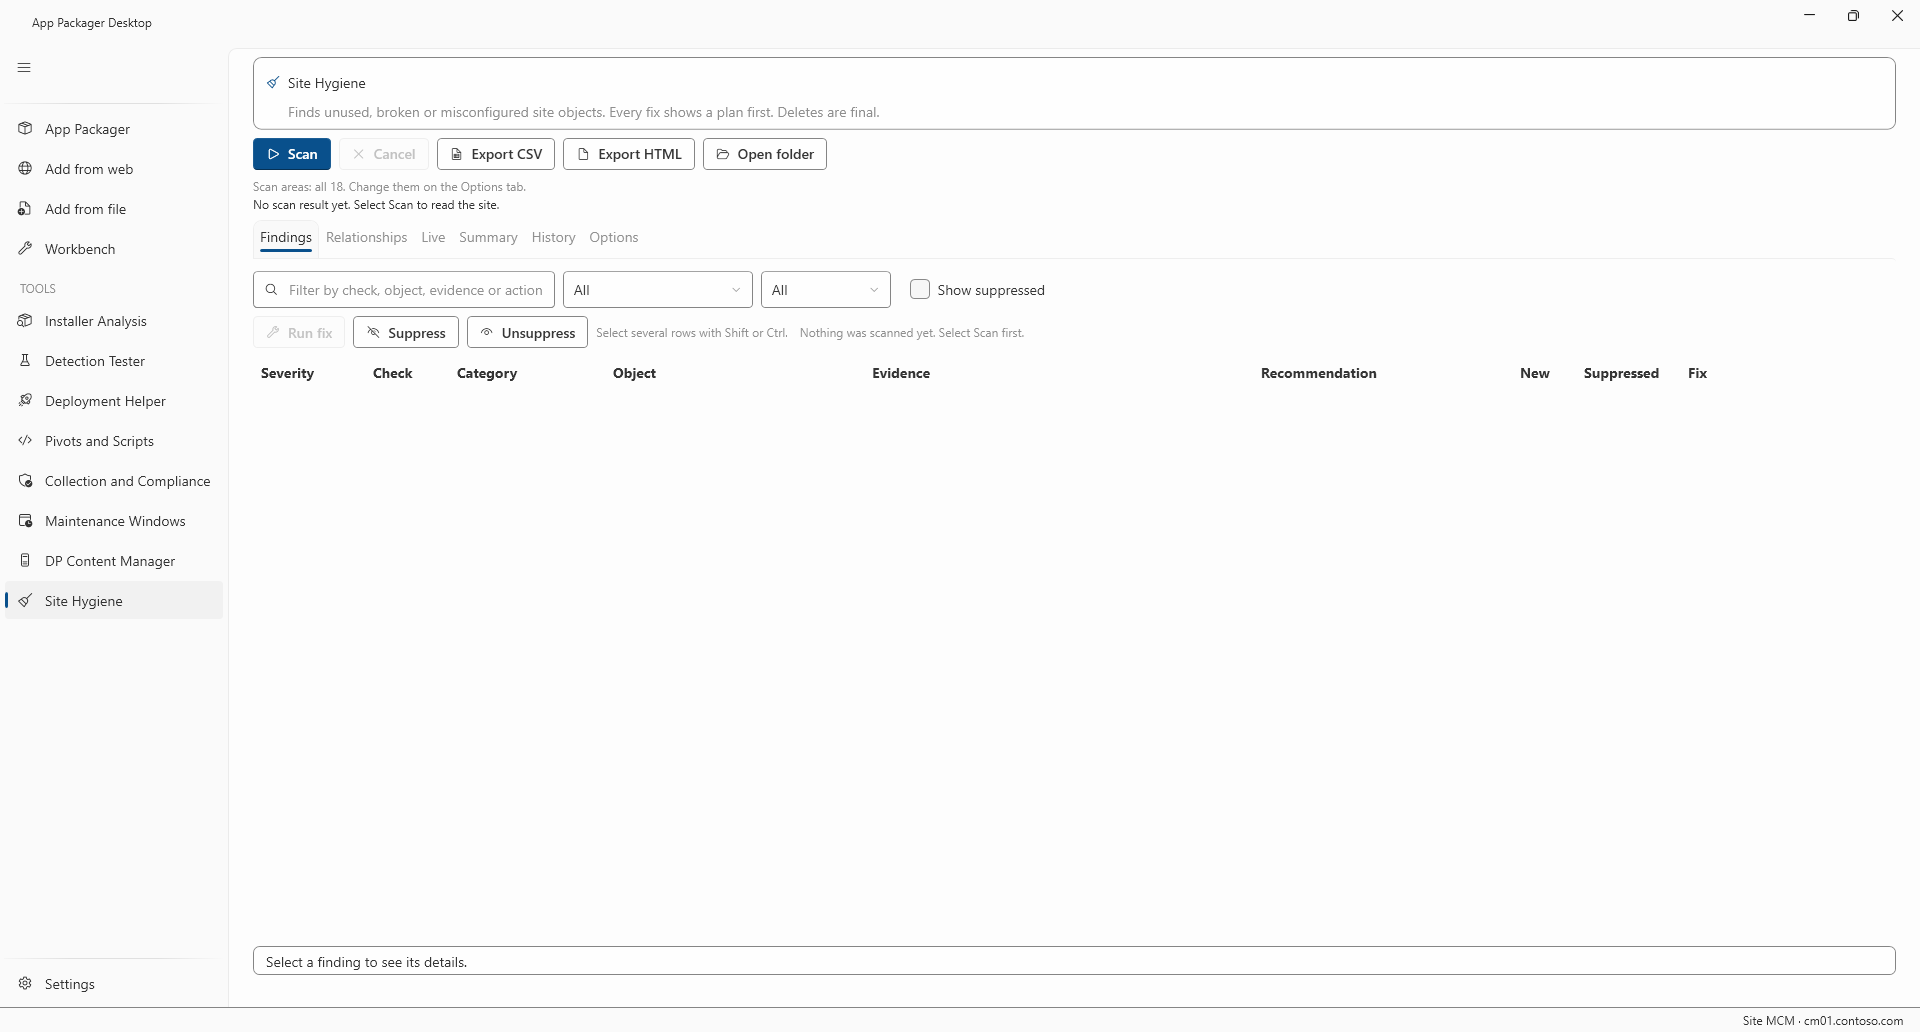 App Packager Desktop
App Packager
Add from web
Add from file
Workbench
TOOLS
Installer Analysis
Detection Tester
Deployment Helper
Pivots and Scripts
Collection and Compliance
Maintenance Windows
DP Content Manager
Site Hygiene
Settings
Site Hygiene
Finds unused, broken or misconfigured site objects. Every fix shows a plan first. Deletes are final.
Scan Cancel Export CSV Export HTML Open folder
Scan areas: all 18. Change them on the Options tab.
No scan result yet. Select Scan to read the site.
Findings Relationships Live Summary History Options
Filter by check, object, evidence or action All All Show suppressed
Run fix Suppress Unsuppress Select several rows with Shift or Ctrl. Nothing was scanned yet. Select Scan first.
Severity Check Category Object Evidence Recommendation New Suppressed Fix
Select a finding to see its details.
Site MCM · cm01.contoso.com